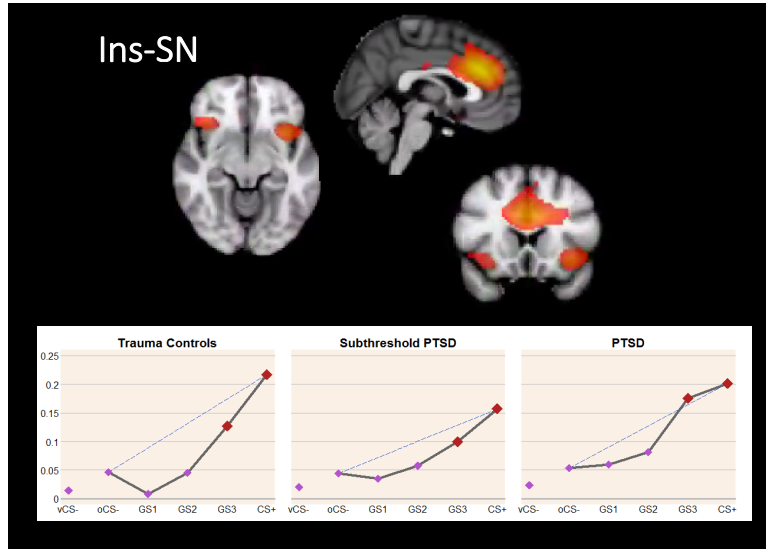 Ins-SN
Trauma Controls
Subthreshold PTSD
PTSD
0.25
0.2
0.15
0.1
0.05
0
vCS- oCS- GS1 GS2 GS3 CS+
vCS- oCS- GS1 GS2 GS3 CS+
vCS- oCS- GS1 GS2 GS3 CS+